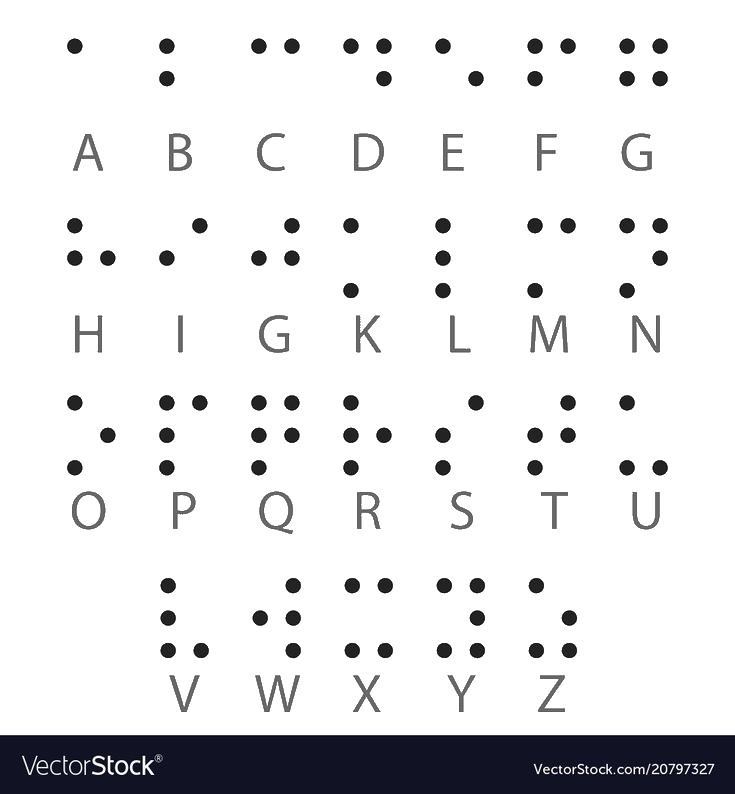 A B C D E F G
H I G K L M N
O P Q R S T U
V W X Y Z
VectorStock® VectorStock.com/20797327